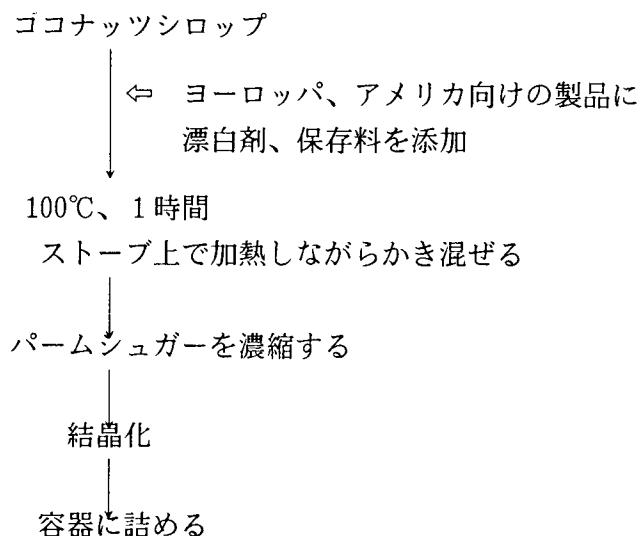 ゴコナッツシロップ
⇦ ヨーロッパ、アメリカ向けの製品に
漂白剤、保存料を添加
100℃、1時間
ストーブ上で加熱しながらかき混ぜる
パームシュガーを濃縮する
結晶化
容器に詰める